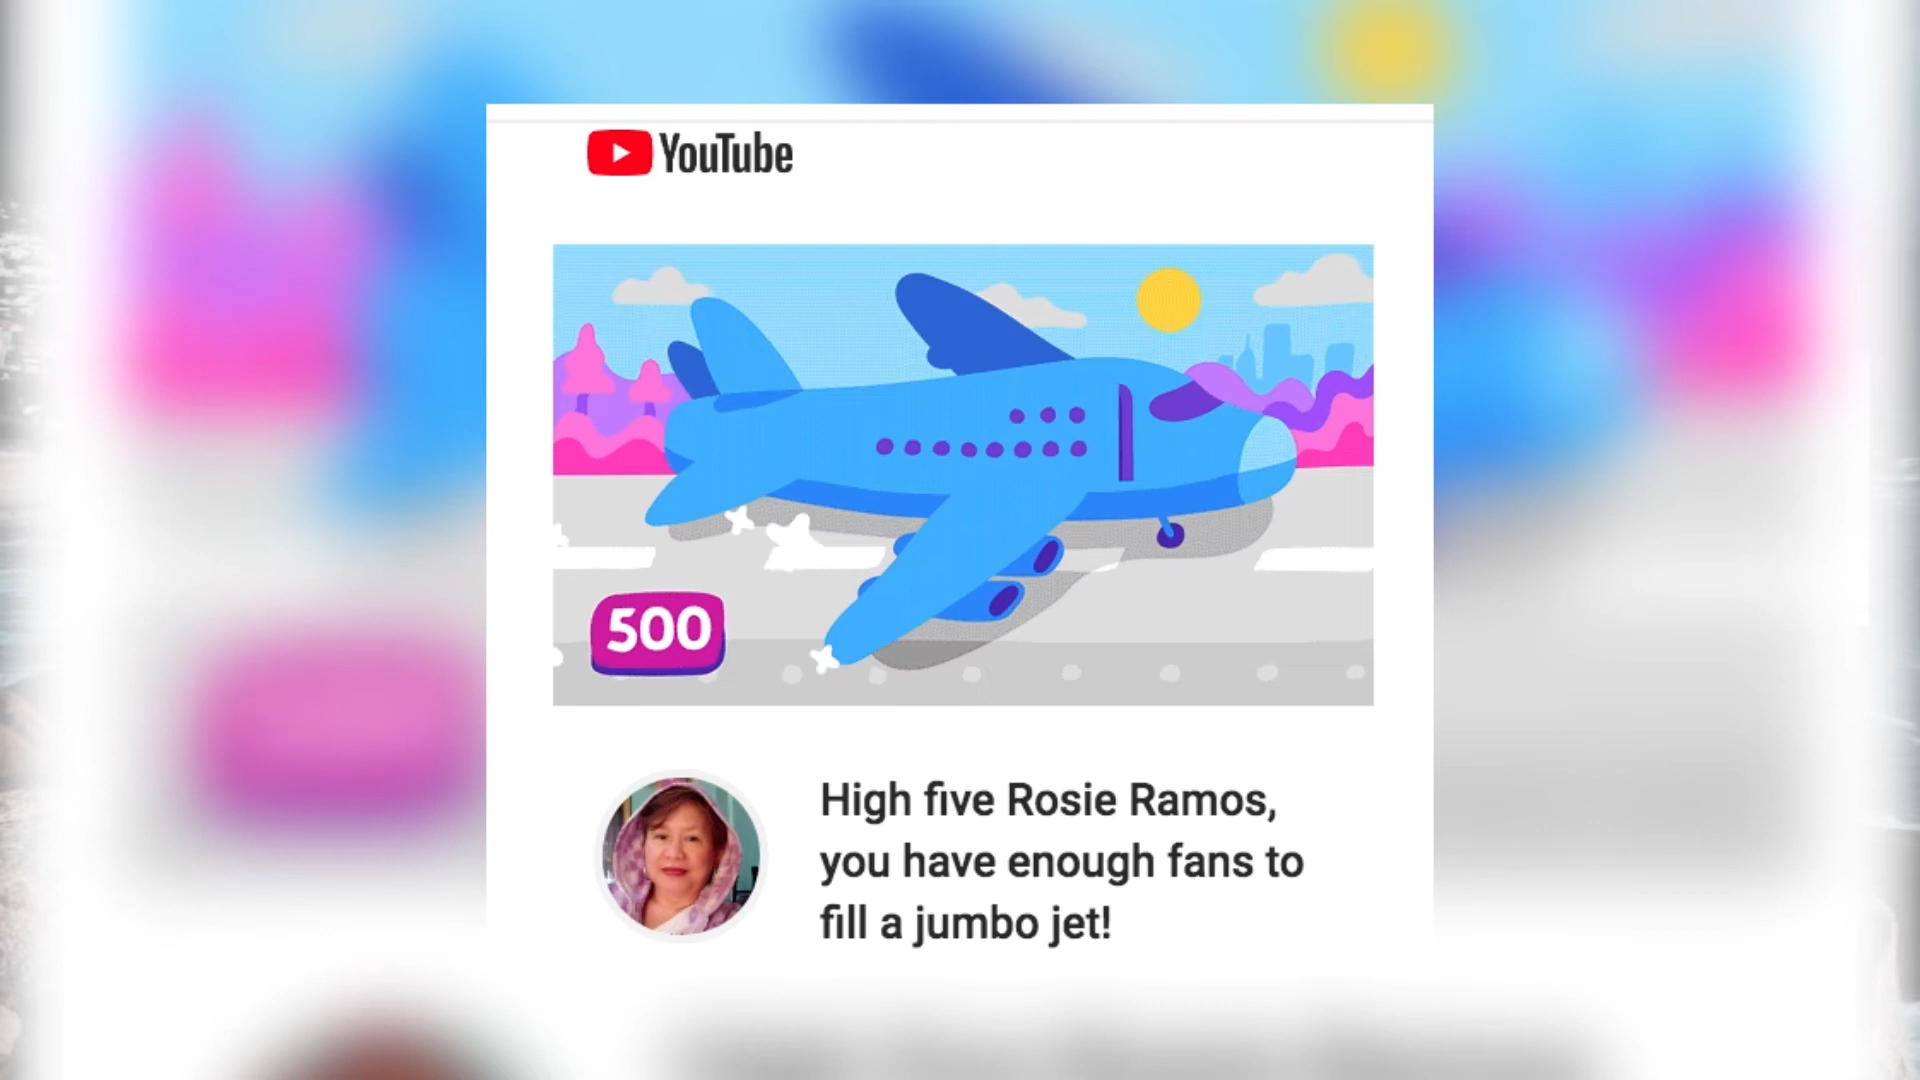 YouTube
500
High five Rosie Ramos,
you have enough fans to
fill a jumbo jet!